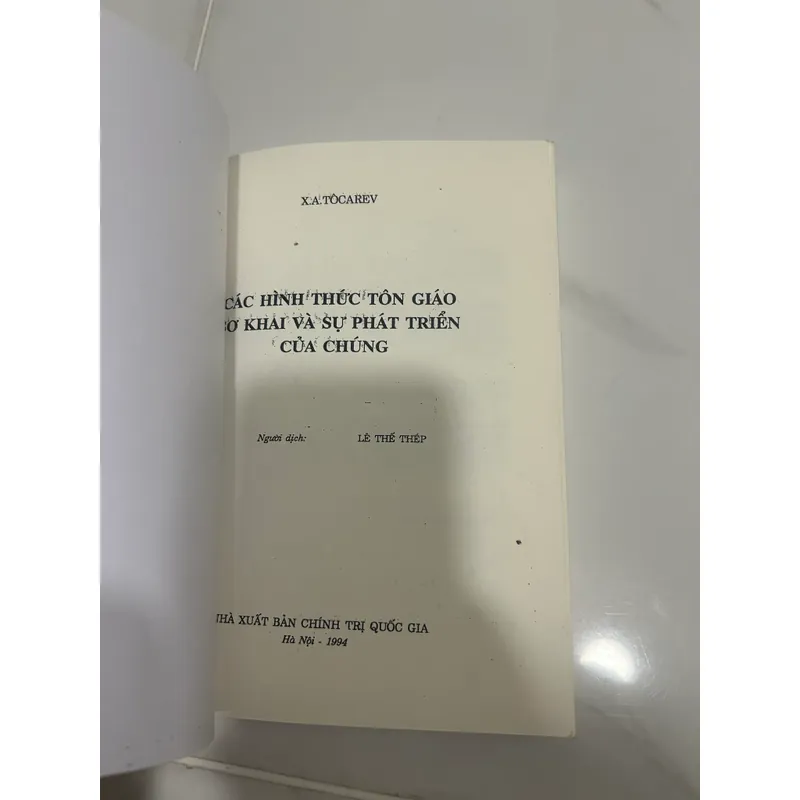 X.A.TÔCAREV
CÁC HÌNH THỨC TÔN GIÁO
SƠ KHAI VÀ SỰ PHÁT TRIỂN
CỦA CHÚNG
Người dịch: LÊ THẾ THÉP
NHÀ XUẤT BẢN CHÍNH TRỊ QUỐC GIA
Hà Nội - 1994